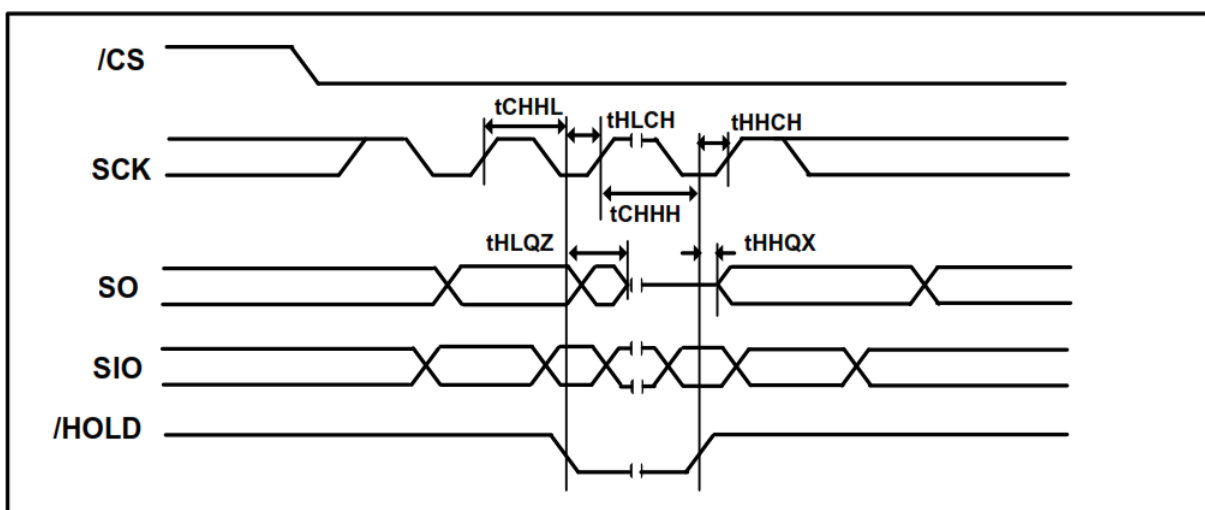 /CS
tCHHL
tHLCH
tHHCH
SCK
tCHHH
tHLQZ
tHHQX
SO
SIO
/HOLD